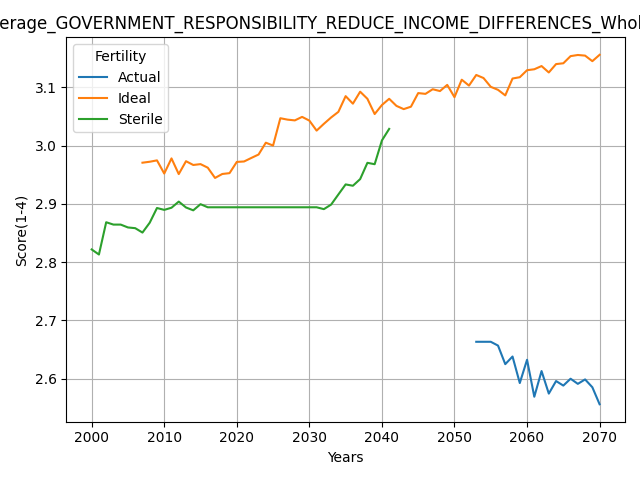 erage_GOVERNMENT_RESPONSIBILITY_REDUCE_INCOME_DIFFERENCES_Whol
Fertility
Actual
Ideal
Sterile
Score(1-4)
3.1
3.0
2.9
2.8
2.7
2.6
2000 2010 2020 2030 2040 2050 2060 2070
Years